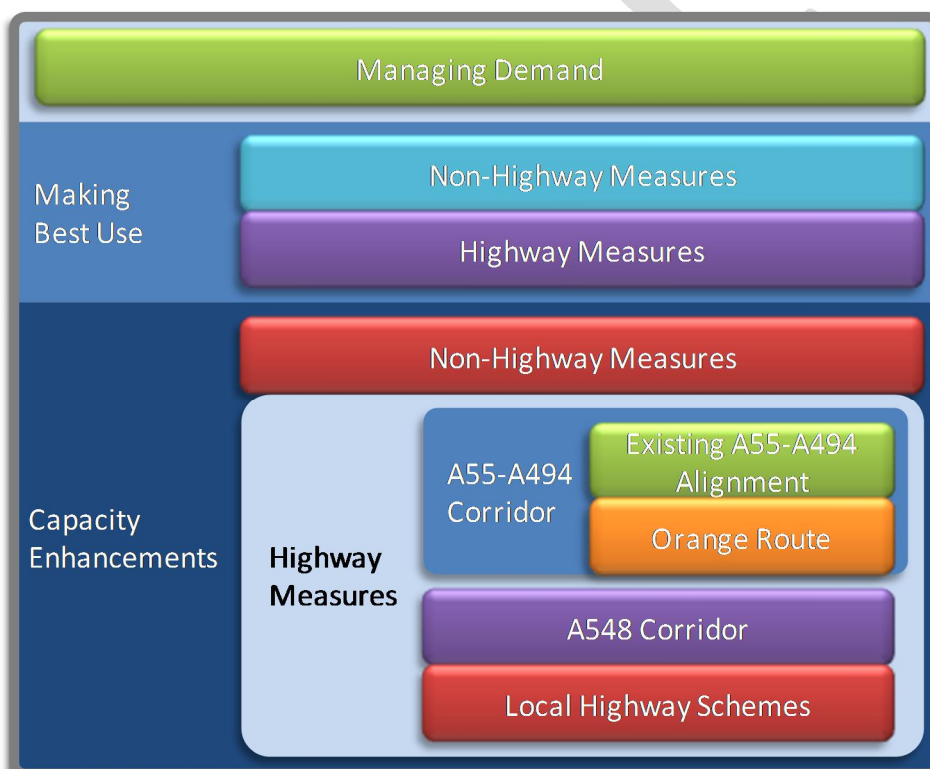 Managing Demand
Making
Best Use
Non-Highway Measures
Highway Measures
Capacity
Enhancements
Non-Highway Measures
Highway
Measures
A55-A494
Corridor
Existing A55-A494
Alignment
Orange Route
A548 Corridor
Local Highway Schemes